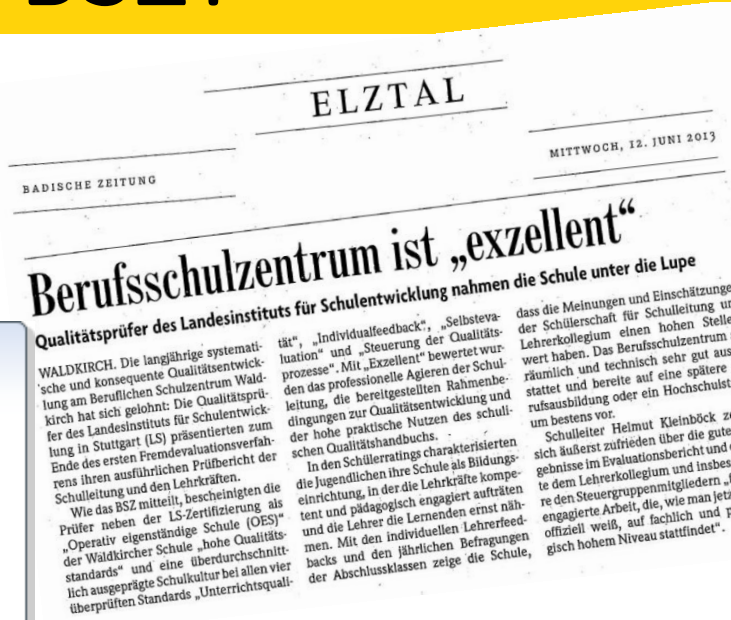 ELZTAL
BADISCHE ZEITUNG
MITTWOCH, 12. JUNI 2013
Berufsschulzentrum ist „exzellent“
Qualitätsprüfer des Landesinstituts für Schulentwicklung nahmen die Schule unter die Lupe
WALDKIRCH. Die langjährige systemati-
sche und konsequente Qualitätsentwick-
lung am Beruflichen Schulzentrum Wald-
kirch hat sich gelohnt: Die Qualitätsprü-
fer des Landesinstituts für Schulentwick-
lung in Stuttgart (LS) präsentierten zum
Ende des ersten Fremdevaluationsverfah-
rens ihren ausführlichen Prüfbericht der
Schulleitung und den Lehrkräften.
Wie das BSZ mitteilt, bescheinigten die
Prüfer neben der LS-Zertifizierung als
„Operativ eigenständige Schule (OES)“
der Waldkircher Schule „hohe Qualitäts-
standards“ und eine überdurchschnitt-
lich ausgeprägte Schulkultur bei allen vier
überprüften Standards „Unterrichtsquali-
tät“, „Individualfeedback“, „Selbsteva-
luation“ und „Steuerung der Qualitäts-
prozesse“. Mit „Exzellent“ bewertet wur-
den das professionelle Agieren der Schul-
leitung, die bereitgestellten Rahmenbe-
dingungen zur Qualitätsentwicklung und
der hohe praktische Nutzen des schuli-
schen Qualitätshandbuchs.
In den Schülerratings charakterisierten
die Jugendlichen ihre Schule als Bildungs-
einrichtung, in der die Lehrkräfte kompe-
tent und pädagogisch engagiert aufträten
und die Lehrer die Lernenden ernst näh-
men. Mit den individuellen Lehrerfeed-
backs und den jährlichen Befragungen
der Abschlussklassen zeige die Schule,
dass die Meinungen und Einschätzunge
der Schülerschaft für Schulleitung u
Lehrerkollegium einen hohen Stelle
wert haben. Das Berufsschulzentrum
räumlich und technisch sehr gut aus
stattet und bereite auf eine spätere
rufsausbildung oder ein Hochschulst
um bestens vor.
Schulleiter Helmut Kleinböck ze
sich äußerst zufrieden über die gute
gebnisse im Evaluationsbericht und
te dem Lehrerkollegium und insbes
re den Steuergruppenmitgliedern
engagierte Arbeit, die, wie man jetz
offiziell weiß, auf fachlich und p
gisch hohem Niveau stattfindet“.